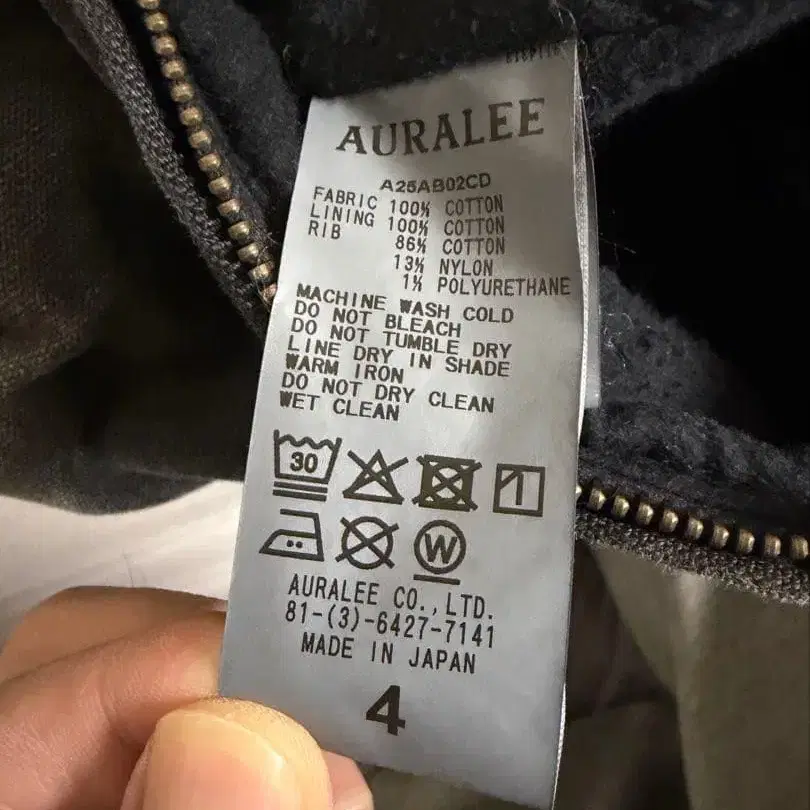 AURALEE
A25AB02CD
FABRIC 100% COTTON
LINING 100% COTTON
RIB 86% COTTON
13% NYLON
1% POLYURETHANE
MACHINE WASH COLD
DO NOT BLEACH
DO NOT TUMBLE DRY
LINE DRY IN SHADE
WARM IRON
DO NOT DRY CLEAN
WET CLEAN
30
W
AURALEE CO.,LTD.
81-(3)-6427-7141
MADE IN JAPAN
4